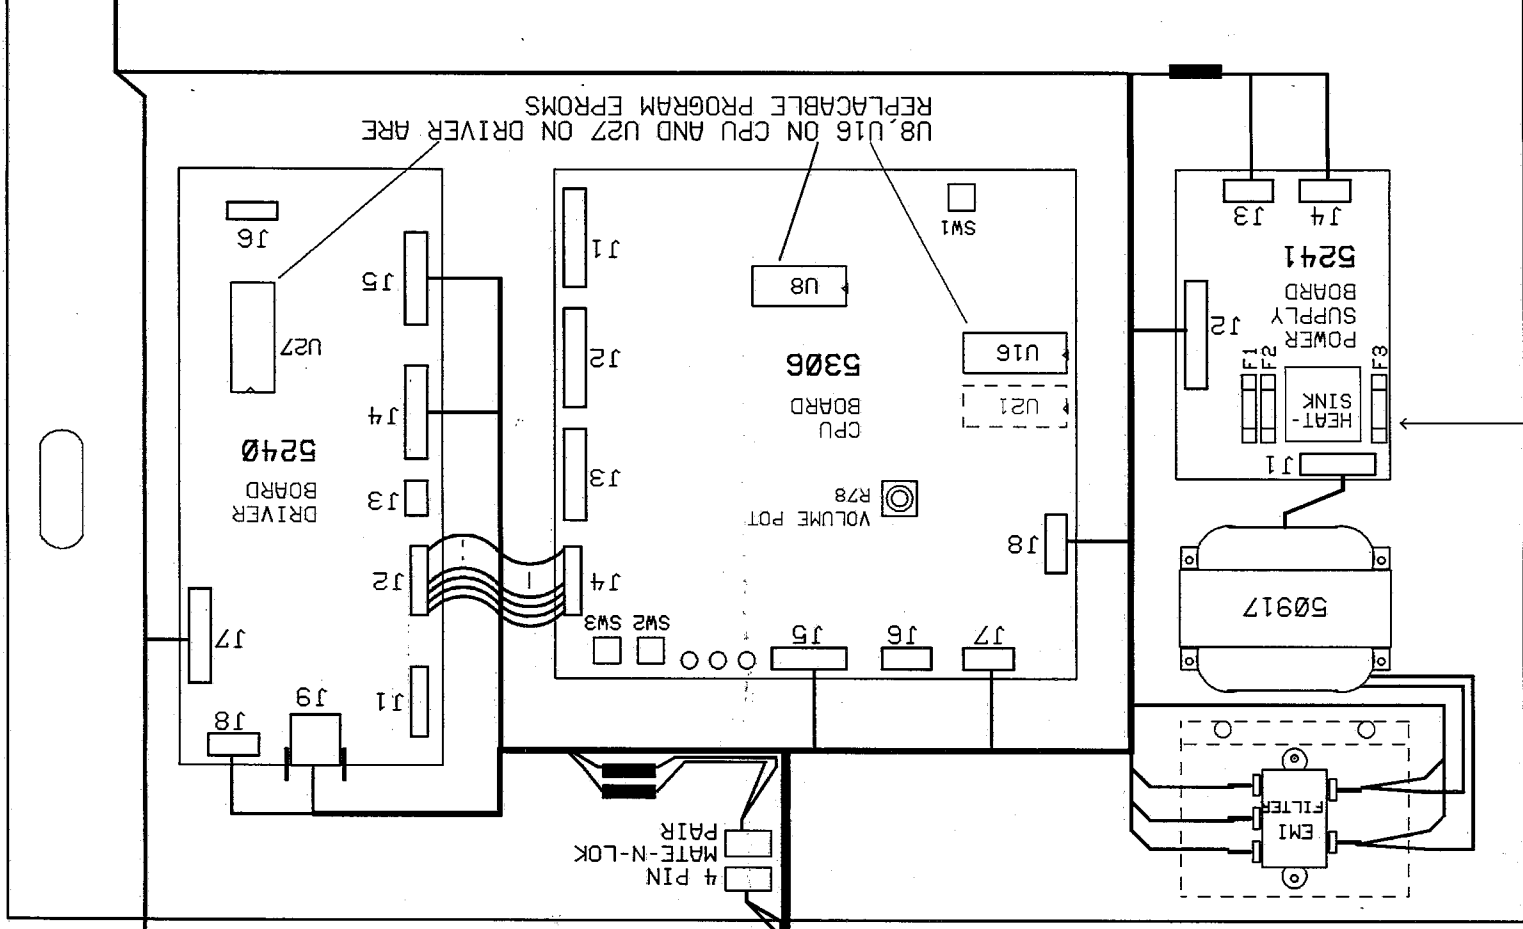 4 PIN
MATE-N-LOK
PAIR
EMI
FILTER
50917
J1
HEAT-
SINK
F1
F2
F3
J2
POWER
SUPPLY
BOARD
5241
J4
J3
J7
J6
J5
SW2
SW3
J8
J4
VOLUME POT
R78
J3
CPU
BOARD
5306
U21
U16
J2
U8
J1
SW1
J9
J8
J1
J7
J2
DRIVER
BOARD
5240
J3
J4
U27
J5
J6
U8,U16 ON CPU AND U27 ON DRIVER ARE
REPLACABLE PROGRAM EPROMS